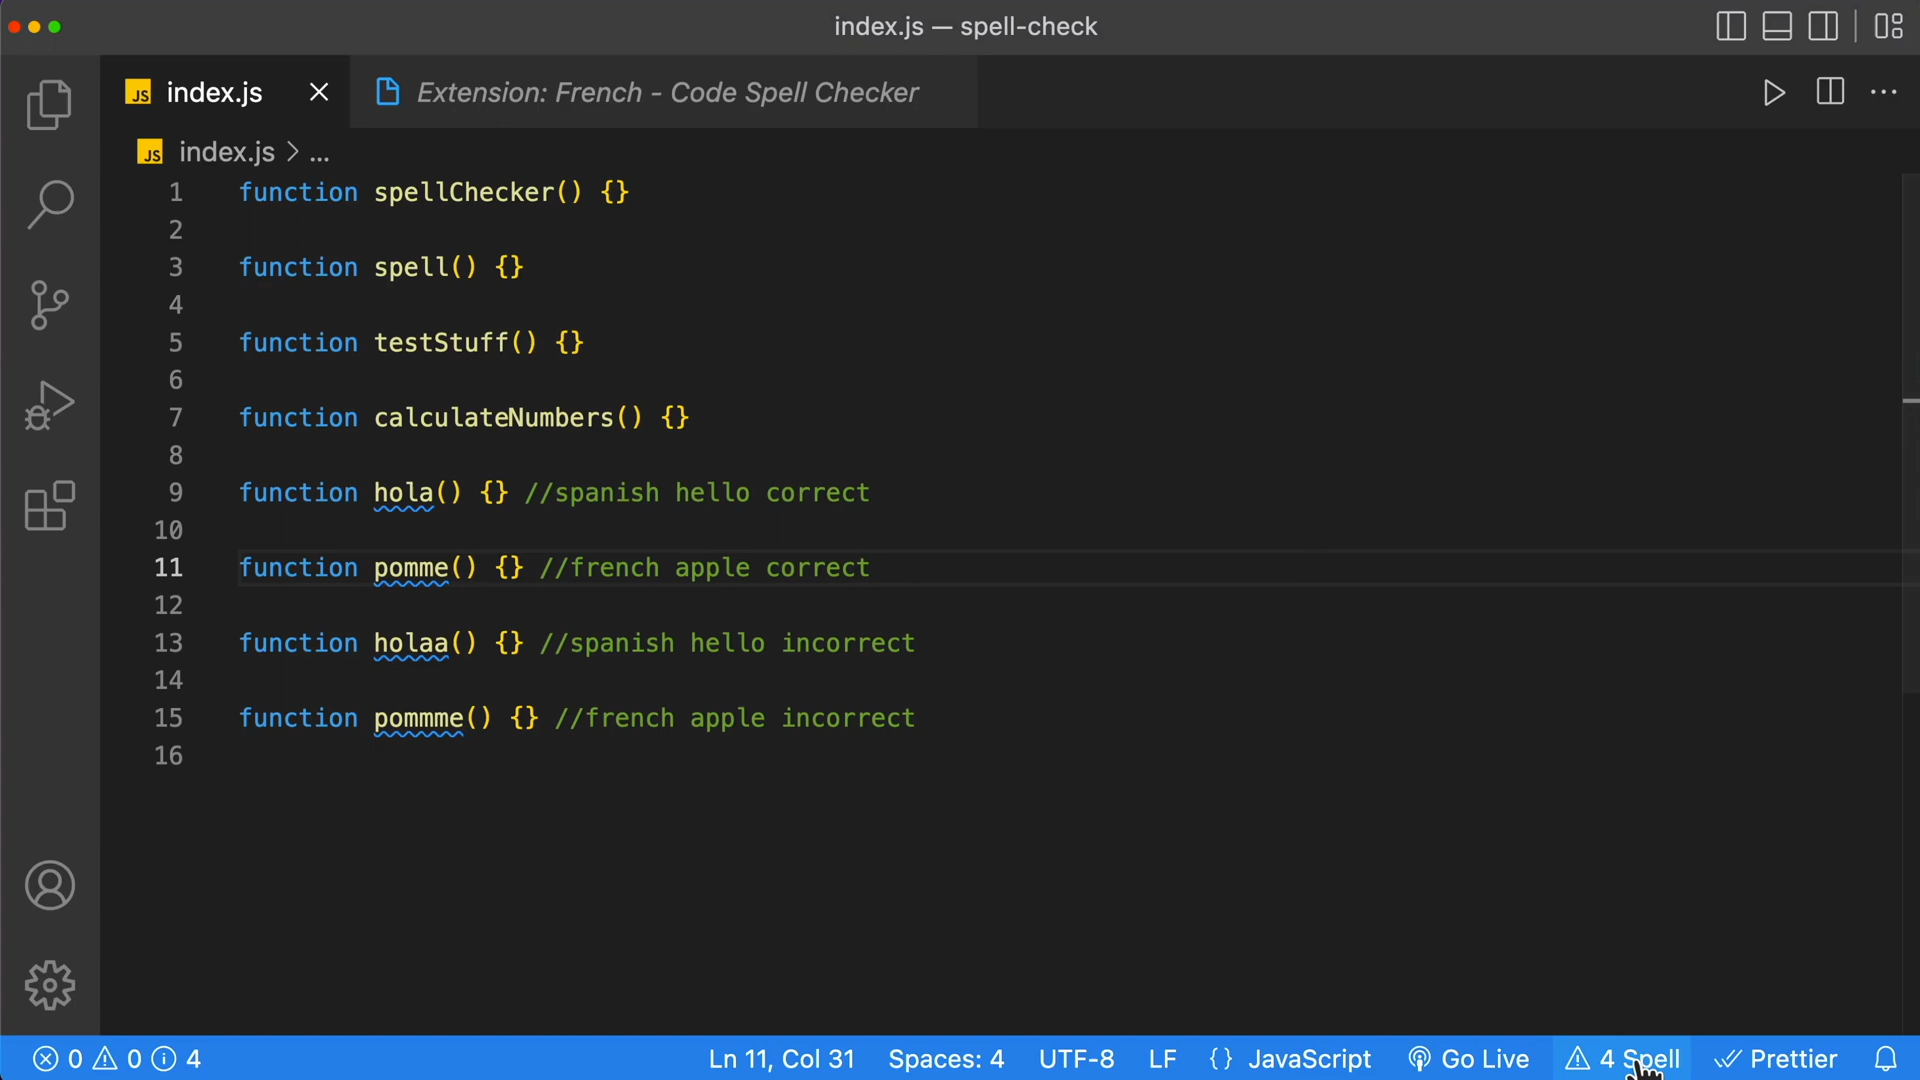 index.js — spell-check
JS index.js Extension: French - Code Spell Checker
JS index.js > ...
1 function spellChecker() {}
2
3 function spell() {}
4
5 function testStuff() {}
6
7 function calculateNumbers() {}
8
9 function hola() {} //spanish hello correct
10
11 function pomme() {} //french apple correct
12
13 function holaa() {} //spanish hello incorrect
14
15 function pommme() {} //french apple incorrect
16
0 0 4 Ln 11, Col 31 Spaces: 4 UTF-8 LF {} JavaScript Go Live 4 Spell Prettier